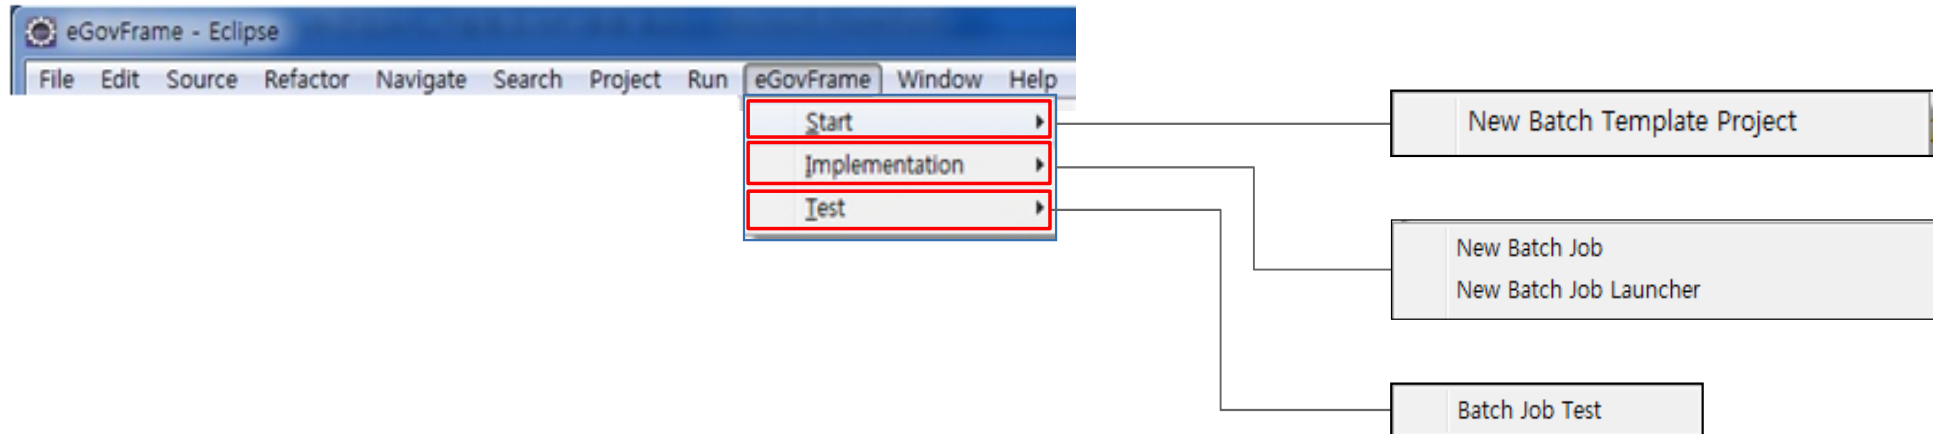 eGovFrame - Eclipse
File Edit Source Refactor Navigate Search Project Run eGovFrame Window Help
Start
Implementation
Test
New Batch Template Project
New Batch Job
New Batch Job Launcher
Batch Job Test